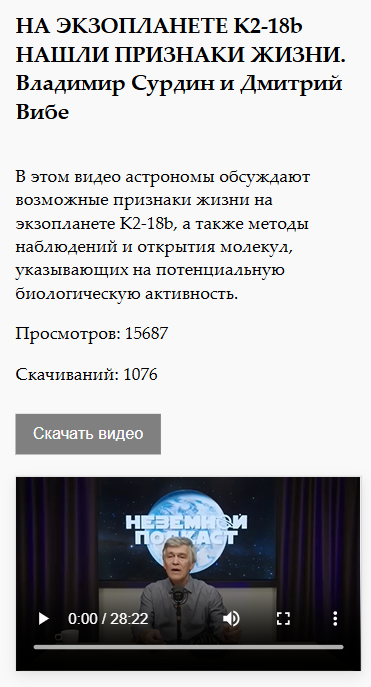 НА ЭКЗОПЛАНЕТЕ K2-18b
НАШЛИ ПРИЗНАКИ ЖИЗНИ.
Владимир Сурдин и Дмитрий
Вибе
В этом видео астрономы обсуждают
возможные признаки жизни на
экзопланете K2-18b, а также методы
наблюдений и открытия молекул,
указывающих на потенциальную
биологическую активность.
Просмотров: 15687
Скачиваний: 1076
Скачать видео
НЕЗЕМНОЙ
ПОДКАСТ
0:00 / 28:22